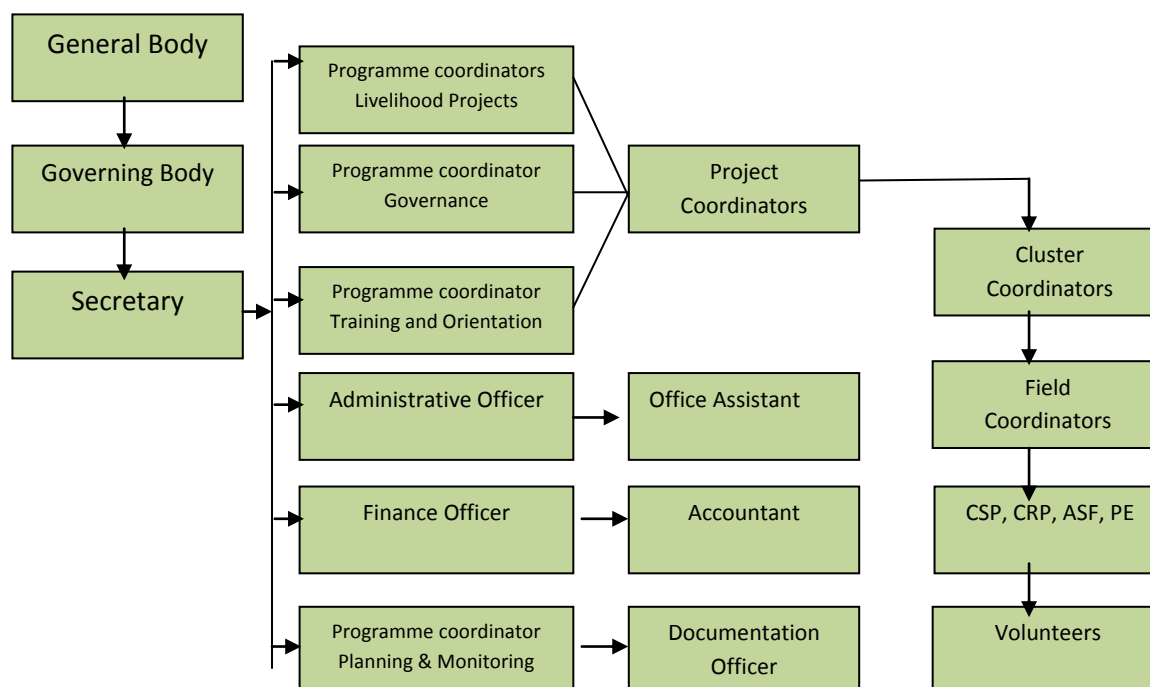 General Body
Governing Body
Secretary
Programme coordinators
Livelihood Projects
Programme coordinator
Governance
Programme coordinator
Training and Orientation
Administrative Officer
Finance Officer
Programme coordinator
Planning & Monitoring
Project
Coordinators
Office Assistant
Accountant
Documentation
Officer
Cluster
Coordinators
Field
Coordinators
CSP, CRP, ASF, PE
Volunteers